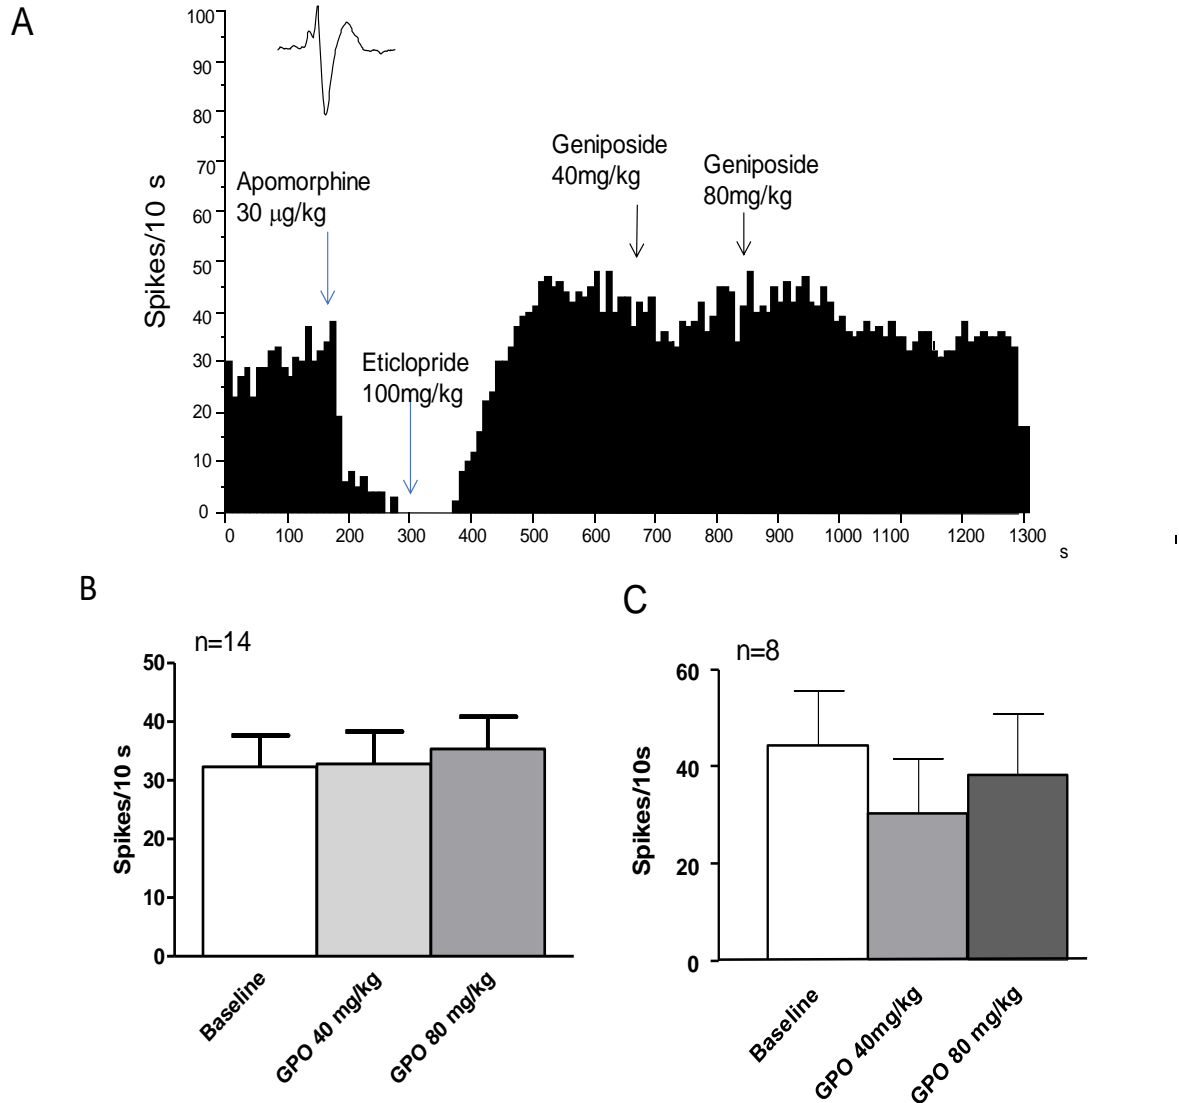 A
100
90
80
70
60
50
40
30
20
10
0
Spikes/10 s
Apomorphine
30 μg/kg
Eticlopride
100mg/kg
Geniposide
40mg/kg
Geniposide
80mg/kg
0 100 200 300 400 500 600 700 800 900 1000 1100 1200 1300
s
B
n=14
50
40
30
20
10
0
Spikes/10 s
Baseline
GPO 40 mg/kg
GPO 80 mg/kg
C
n=8
60
40
20
0
Spikes/10s
Baseline
GPO 40mg/kg
GPO 80 mg/kg